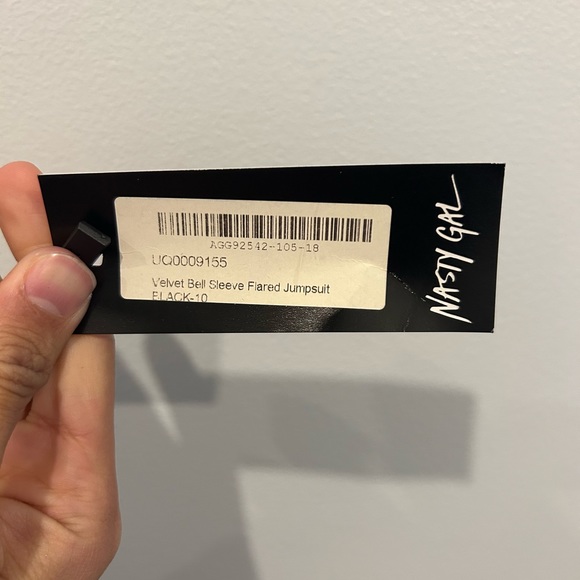 AGG92542-105-18
UQ0009155
Velvet Bell Sleeve Flared Jumpsuit
BLACK-10
NASTY GAL